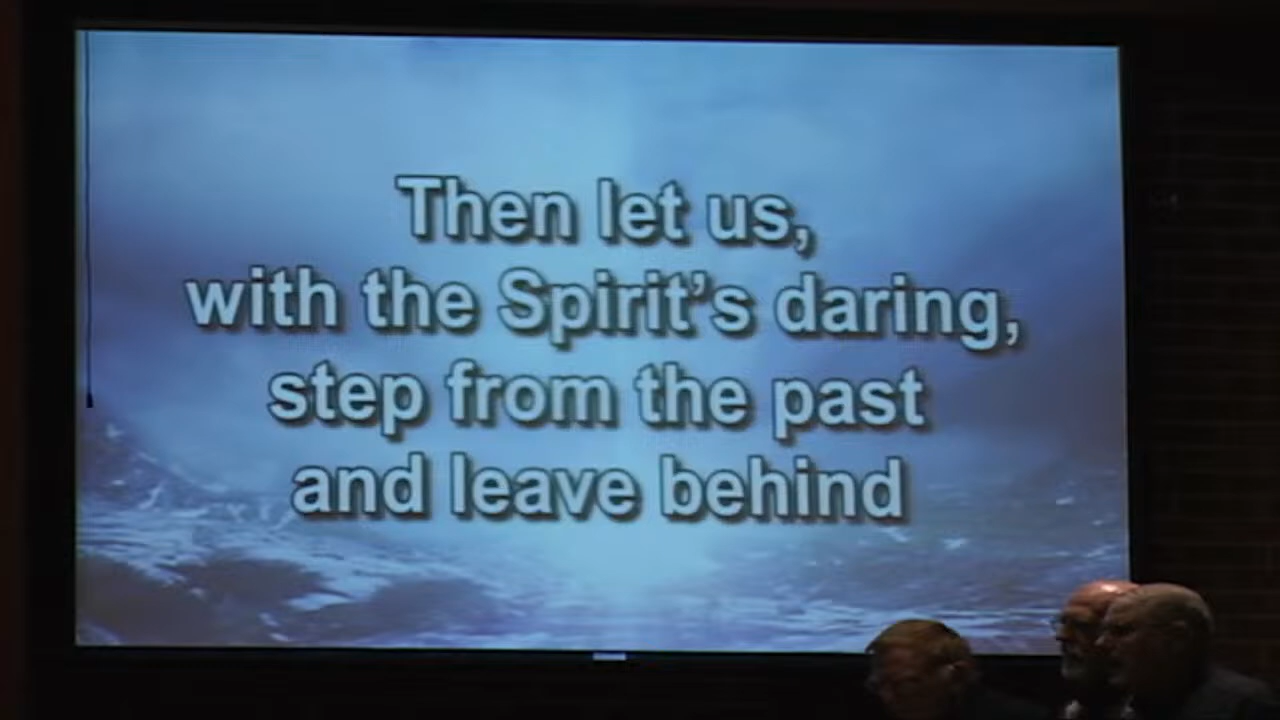 Then let us,
with the Spirit's daring,
step from the past
and leave behind